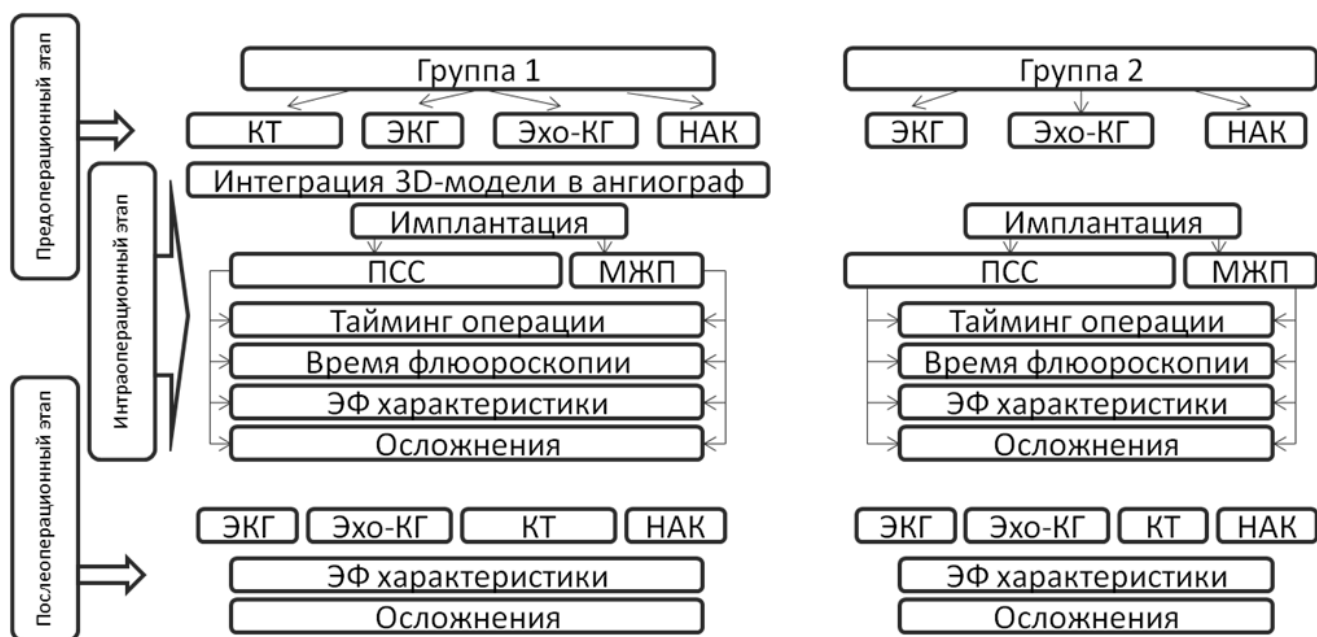 Предоперационный этап
Интраоперационный этап
Послеоперационный этап
Группа 1
КТ
ЭКГ
Эхо-КГ
НАК
Интеграция 3D-модели в ангиограф
Имплантация
ПСС
МЖП
Тайминг операции
Время флюороскопии
ЭФ характеристики
Осложнения
ЭКГ
Эхо-КГ
КТ
НАК
ЭФ характеристики
Осложнения
Группа 2
ЭКГ
Эхо-КГ
НАК
Имплантация
ПСС
МЖП
Тайминг операции
Время флюороскопии
ЭФ характеристики
Осложнения
ЭКГ
Эхо-КГ
КТ
НАК
ЭФ характеристики
Осложнения